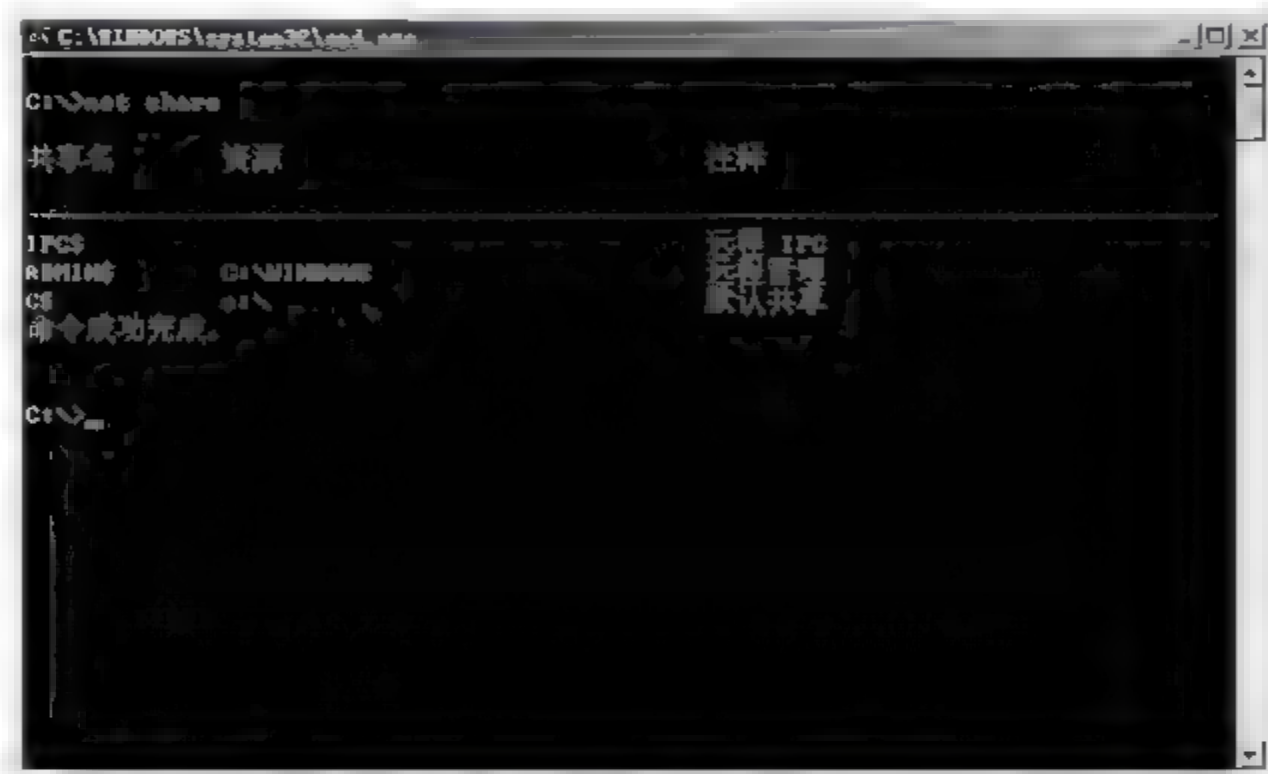 C:\WINDOWS\system32\cmd.exe
C:\>net share
共享名 资源 注释
IPC$ 远程 IPC
ADMIN$ C:\WINDOWS 远程管理
C$ C:\ 默认共享
命令成功完成。
C:\>_